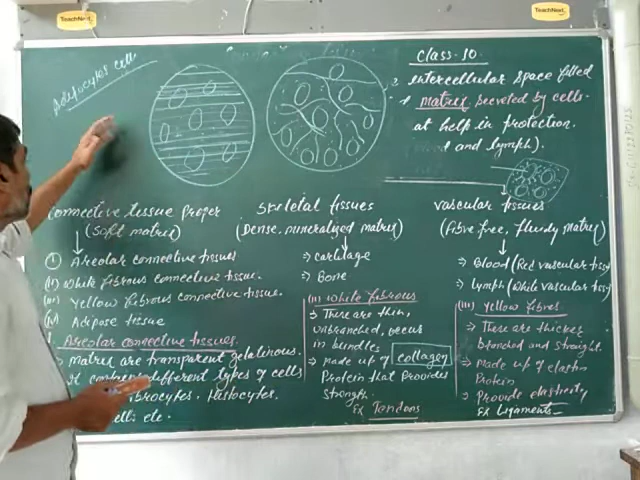 TeachNext
TeachNext
Adipocytes cells
Class-10
intercellular space filled
matrix secreted by cells.
at help in protection.
and lymph).
Connective tissue proper
(Soft matrix)
(i) Areolar connective tissues
(ii) White fibrous connective tissue.
(iii) Yellow fibrous connective tissue.
(iv) Adipose tissue
Areolar connective tissues.
matrix are transparent gelatinous.
different types of cells
cells etc.
Skeletal tissues
(Dense, mineralized matrix)
⇒ cartilage
⇒ Bone
(ii) White fibrous
⇒ There are thin,
unbranched, occur
in bundles
⇒ made up of collagen
Protein that provides
strength.
Ex Tendons
vascular tissues
(Fibre free, fluidy matrix)
⇒ Blood (Red vascular
⇒ Lymph (White vascular
(iii) Yellow fibres
⇒ There are thicker
branched and straight.
⇒ Made up of elastin
Protein
⇒ Provide elasticity
Ex Ligaments